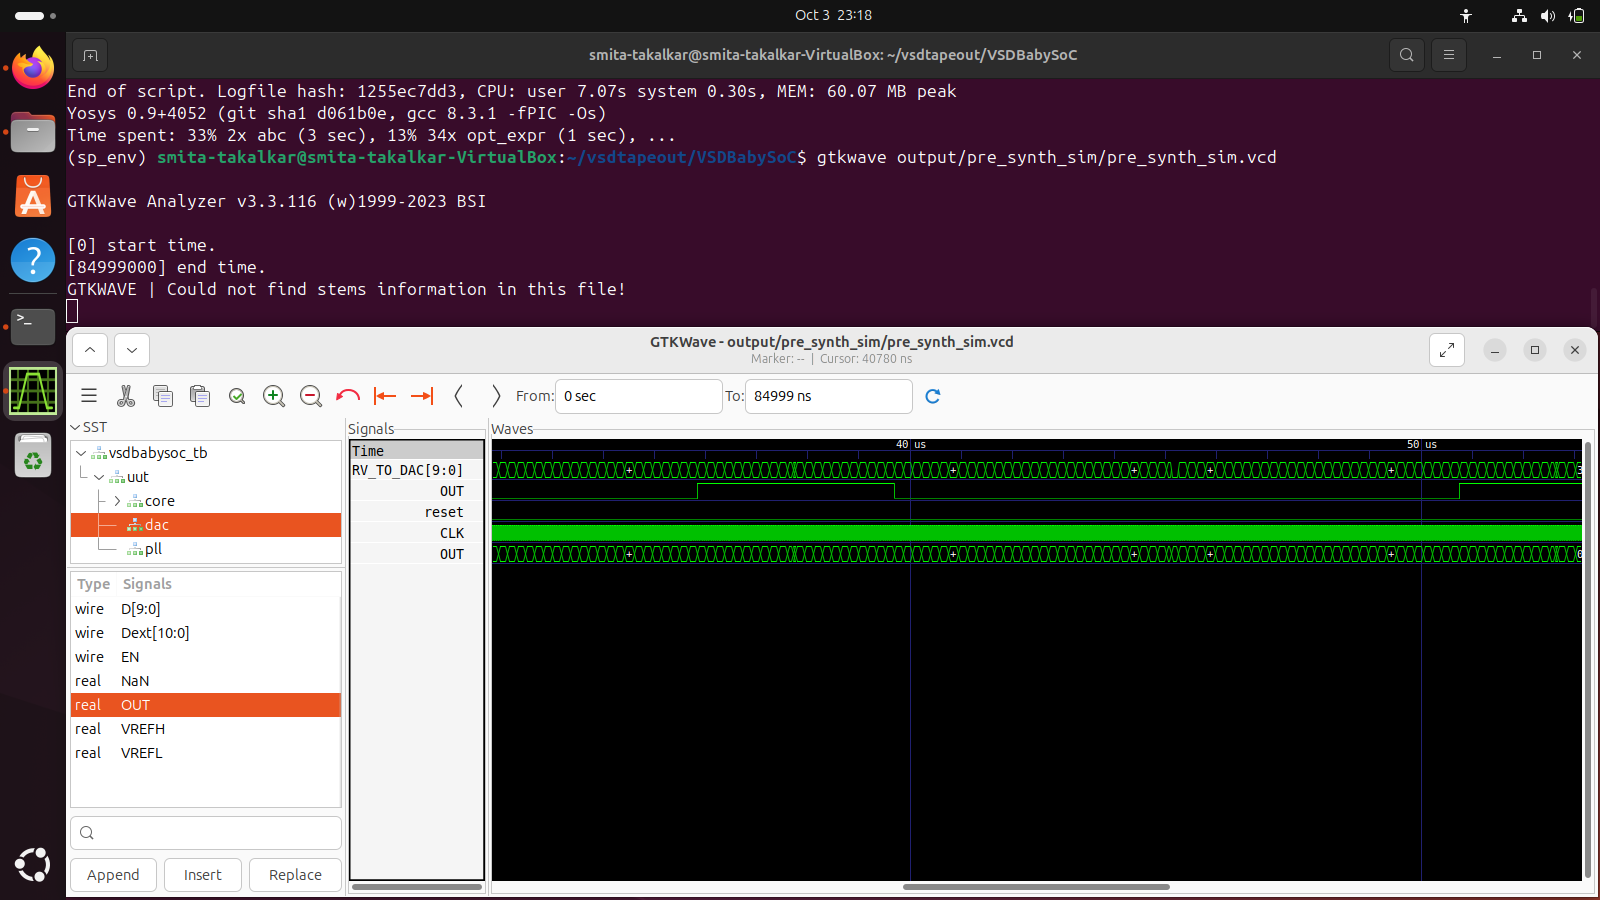 Oct 3 23:18
smita-takalkar@smita-takalkar-VirtualBox: ~/vsdtapeout/VSDBabySoC
End of script. Logfile hash: 1255ec7dd3, CPU: user 7.07s system 0.30s, MEM: 60.07 MB peak
Yosys 0.9+4052 (git sha1 d061b0e, gcc 8.3.1 -fPIC -Os)
Time spent: 33% 2x abc (3 sec), 13% 34x opt_expr (1 sec), ...
(sp_env) smita-takalkar@smita-takalkar-VirtualBox:~/vsdtapeout/VSDBabySoC$ gtkwave output/pre_synth_sim/pre_synth_sim.vcd
GTKWave Analyzer v3.3.116 (w)1999-2023 BSI
[0] start time.
[84999000] end time.
GTKWAVE | Could not find stems information in this file!
GTKWave - output/pre_synth_sim/pre_synth_sim.vcd
Marker: -- | Cursor: 40780 ns
From: 0 sec To: 84999 ns
SST
vsdbabysoc_tb
uut
core
dac
pll
Type Signals
wire D[9:0]
wire Dext[10:0]
wire EN
real NaN
real OUT
real VREFH
real VREFL
Append Insert Replace
Signals
Time
RV_TO_DAC[9:0]
OUT
reset
CLK
OUT
Waves
40 us 50 us
+ + + + + 3
+ + + + + 0